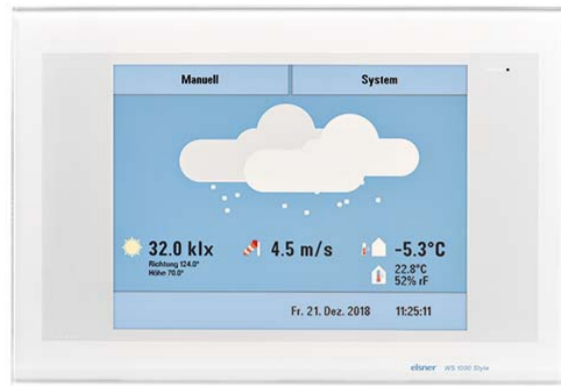 Manuell System
32.0 klx 4.5 m/s -5.3°C
Richtung 124.0°
Höhe 70.0°
22.8°C
52% rF
Fr. 21. Dez. 2018 11:25:11
elsner WS 1000 Style